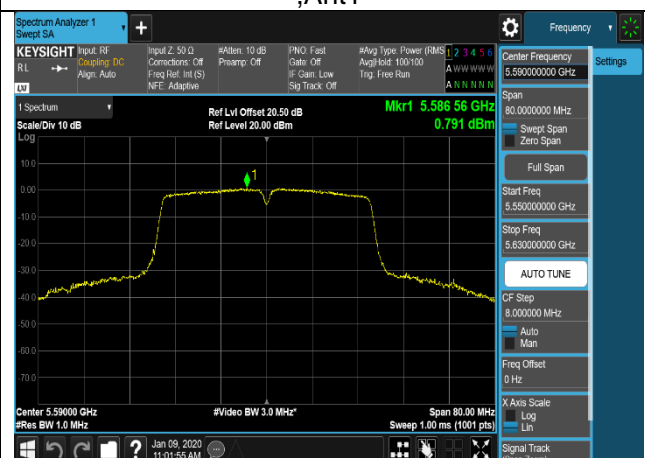 ,Ant1
Spectrum Analyzer 1
Swept SA
Frequency
KEYSIGHT
RL
LXI
Input: RF
Coupling: DC
Align: Auto
Input Z: 50 Ω
Corrections: Off
Freq Ref: Int (S)
NFE: Adaptive
#Atten: 10 dB
Preamp: Off
PNO: Fast
Gate: Off
IF Gain: Low
Sig Track: Off
#Avg Type: Power (RMS
Avg|Hold: 100/100
Trig: Free Run
1 2 3 4 5 6
A W W W W W
A N N N N N
Center Frequency
5.590000000 GHz
Settings
Span
80.0000000 MHz
Swept Span
Zero Span
Full Span
Start Freq
5.550000000 GHz
Stop Freq
5.630000000 GHz
AUTO TUNE
CF Step
8.000000 MHz
Auto
Man
Freq Offset
0 Hz
X Axis Scale
Log
Lin
Signal Track
1 Spectrum
Scale/Div 10 dB
Log
Ref Lvl Offset 20.50 dB
Ref Level 20.00 dBm
Mkr1 5.586 56 GHz
0.791 dBm
1
10.0
0.00
-10.0
-20.0
-30.0
-40.0
-50.0
-60.0
-70.0
Center 5.59000 GHz
#Video BW 3.0 MHz*
Span 80.00 MHz
#Res BW 1.0 MHz
Sweep 1.00 ms (1001 pts)
?
Jan 09, 2020
11:01:55 AM